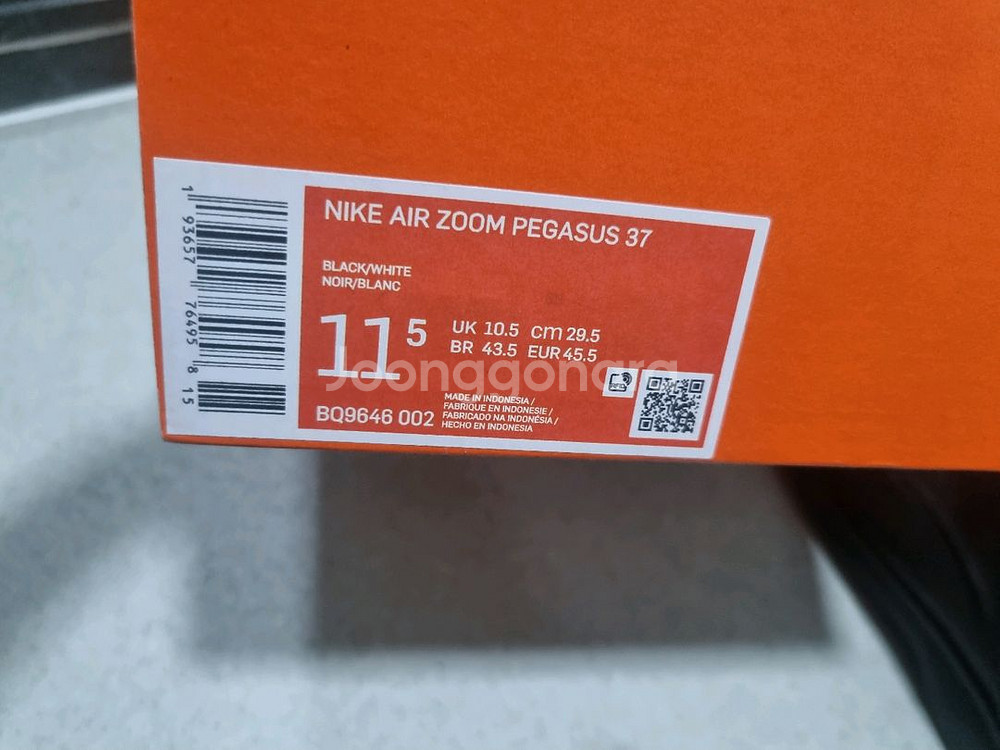 NIKE AIR ZOOM PEGASUS 37
BLACK/WHITE
NOIR/BLANC
11 5
UK 10.5 cm 29.5
BR 43.5 EUR 45.5
BQ9646 002
MADE IN INDONESIA /
FABRIQUE EN INDONESIE /
FABRICADO NA INDONÉSIA /
HECHO EN INDONESIA
RFID
1 93657 76495 8 15
Joonggonara